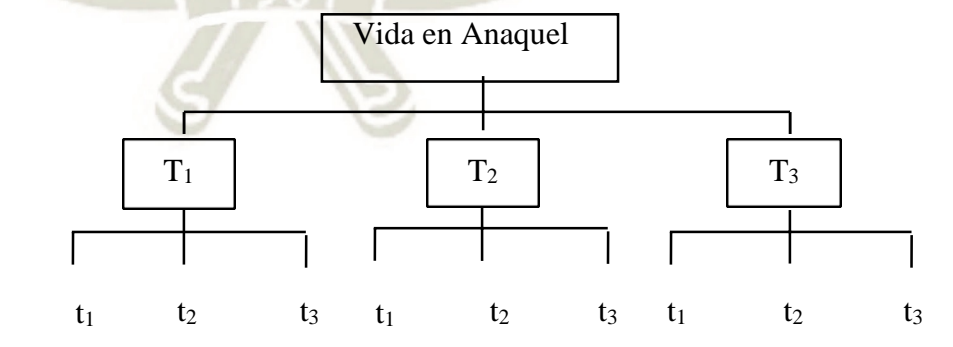 Vida en Anaquel
T₁ T₂ T₃
t₁ t₂ t₃ t₁ t₂ t₃ t₁ t₂ t₃